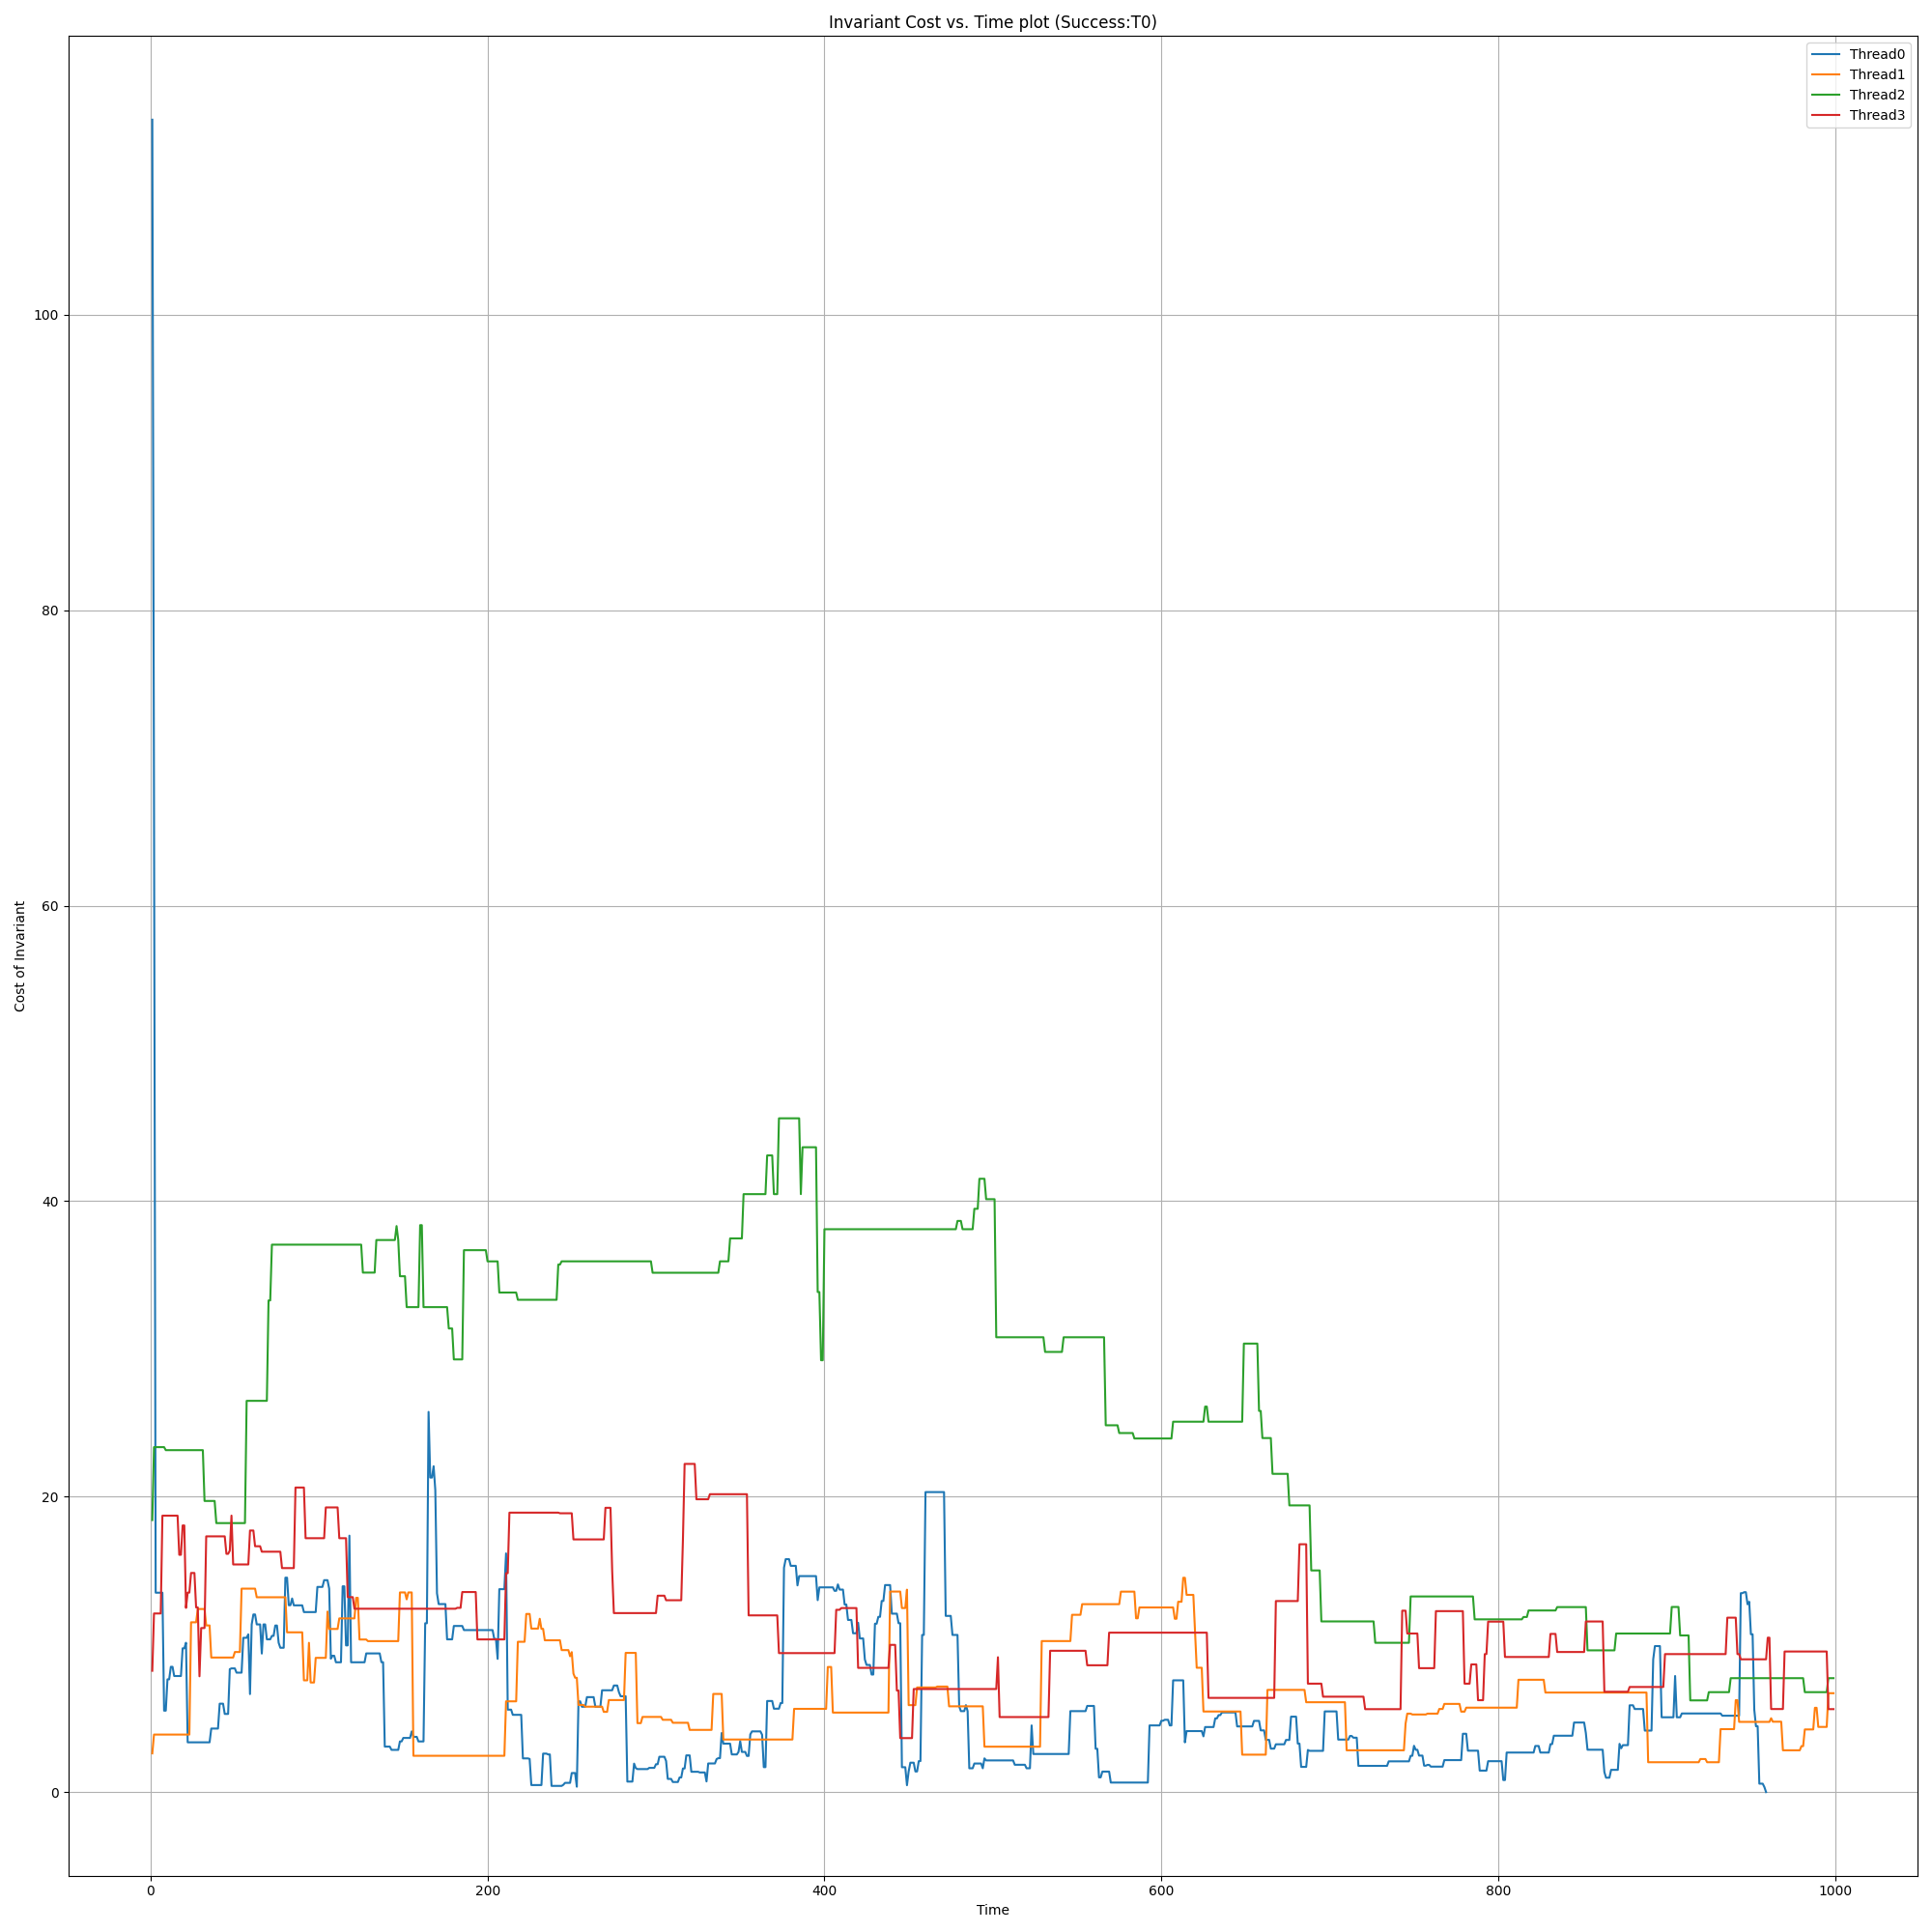 Invariant Cost vs. Time plot (Success:T0)
Thread0
Thread1
Thread2
Thread3
100
80
60
40
20
0
Cost of Invariant
0 200 400 600 800 1000
Time